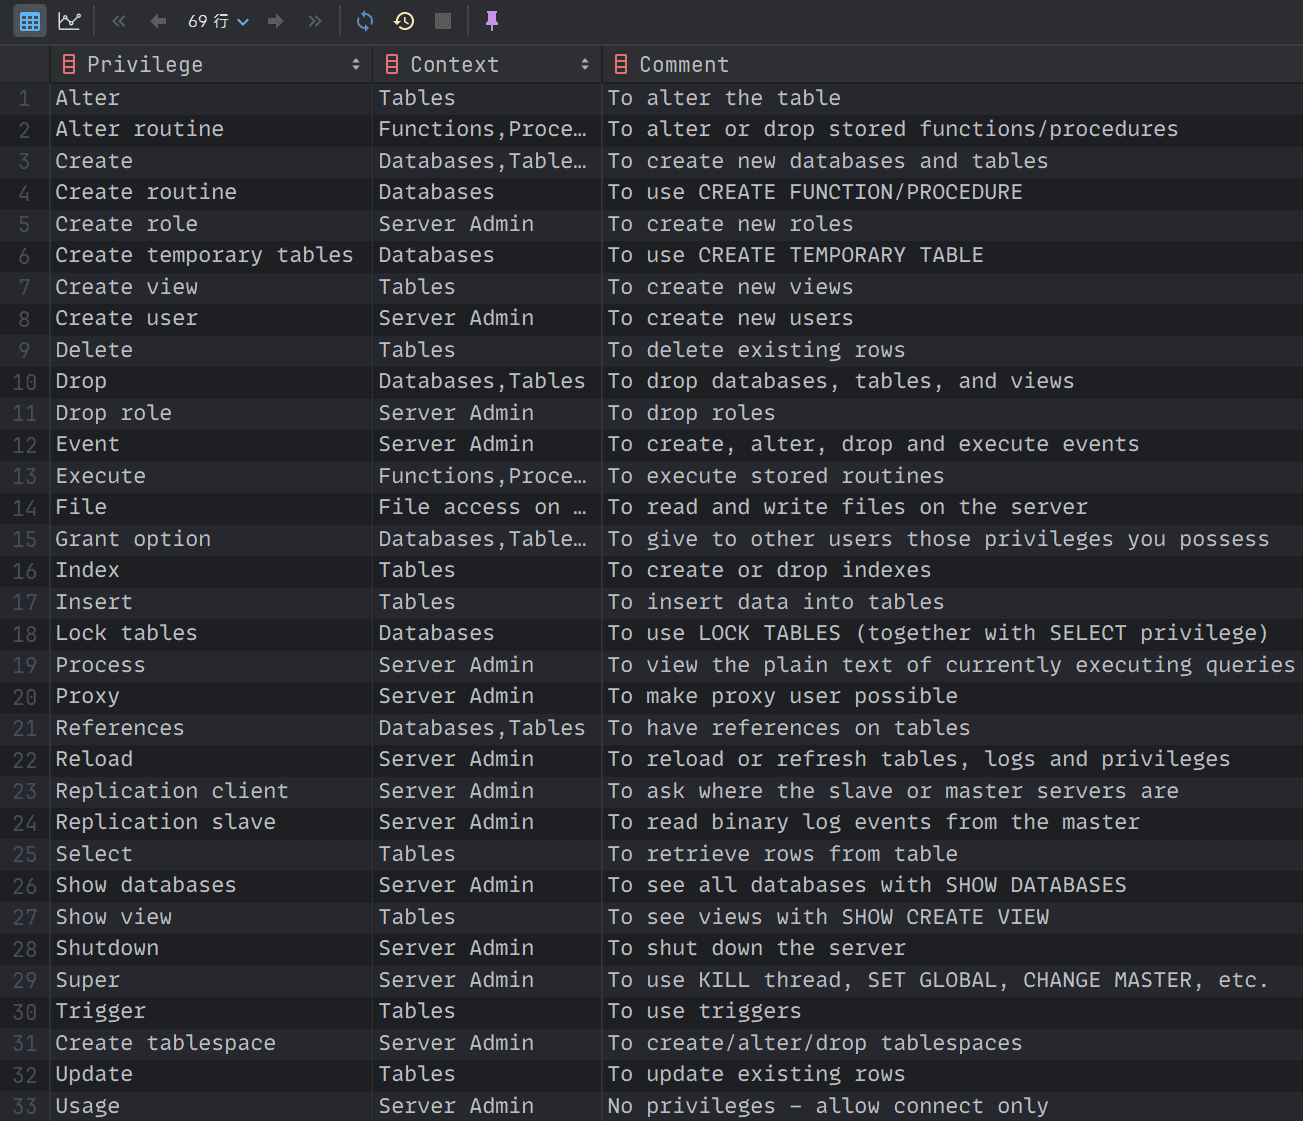 69 行
Privilege Context Comment
1 Alter Tables To alter the table
2 Alter routine Functions,Proce… To alter or drop stored functions/procedures
3 Create Databases,Table… To create new databases and tables
4 Create routine Databases To use CREATE FUNCTION/PROCEDURE
5 Create role Server Admin To create new roles
6 Create temporary tables Databases To use CREATE TEMPORARY TABLE
7 Create view Tables To create new views
8 Create user Server Admin To create new users
9 Delete Tables To delete existing rows
10 Drop Databases,Tables To drop databases, tables, and views
11 Drop role Server Admin To drop roles
12 Event Server Admin To create, alter, drop and execute events
13 Execute Functions,Proce… To execute stored routines
14 File File access on … To read and write files on the server
15 Grant option Databases,Table… To give to other users those privileges you possess
16 Index Tables To create or drop indexes
17 Insert Tables To insert data into tables
18 Lock tables Databases To use LOCK TABLES (together with SELECT privilege)
19 Process Server Admin To view the plain text of currently executing queries
20 Proxy Server Admin To make proxy user possible
21 References Databases,Tables To have references on tables
22 Reload Server Admin To reload or refresh tables, logs and privileges
23 Replication client Server Admin To ask where the slave or master servers are
24 Replication slave Server Admin To read binary log events from the master
25 Select Tables To retrieve rows from table
26 Show databases Server Admin To see all databases with SHOW DATABASES
27 Show view Tables To see views with SHOW CREATE VIEW
28 Shutdown Server Admin To shut down the server
29 Super Server Admin To use KILL thread, SET GLOBAL, CHANGE MASTER, etc.
30 Trigger Tables To use triggers
31 Create tablespace Server Admin To create/alter/drop tablespaces
32 Update Tables To update existing rows
33 Usage Server Admin No privileges - allow connect only